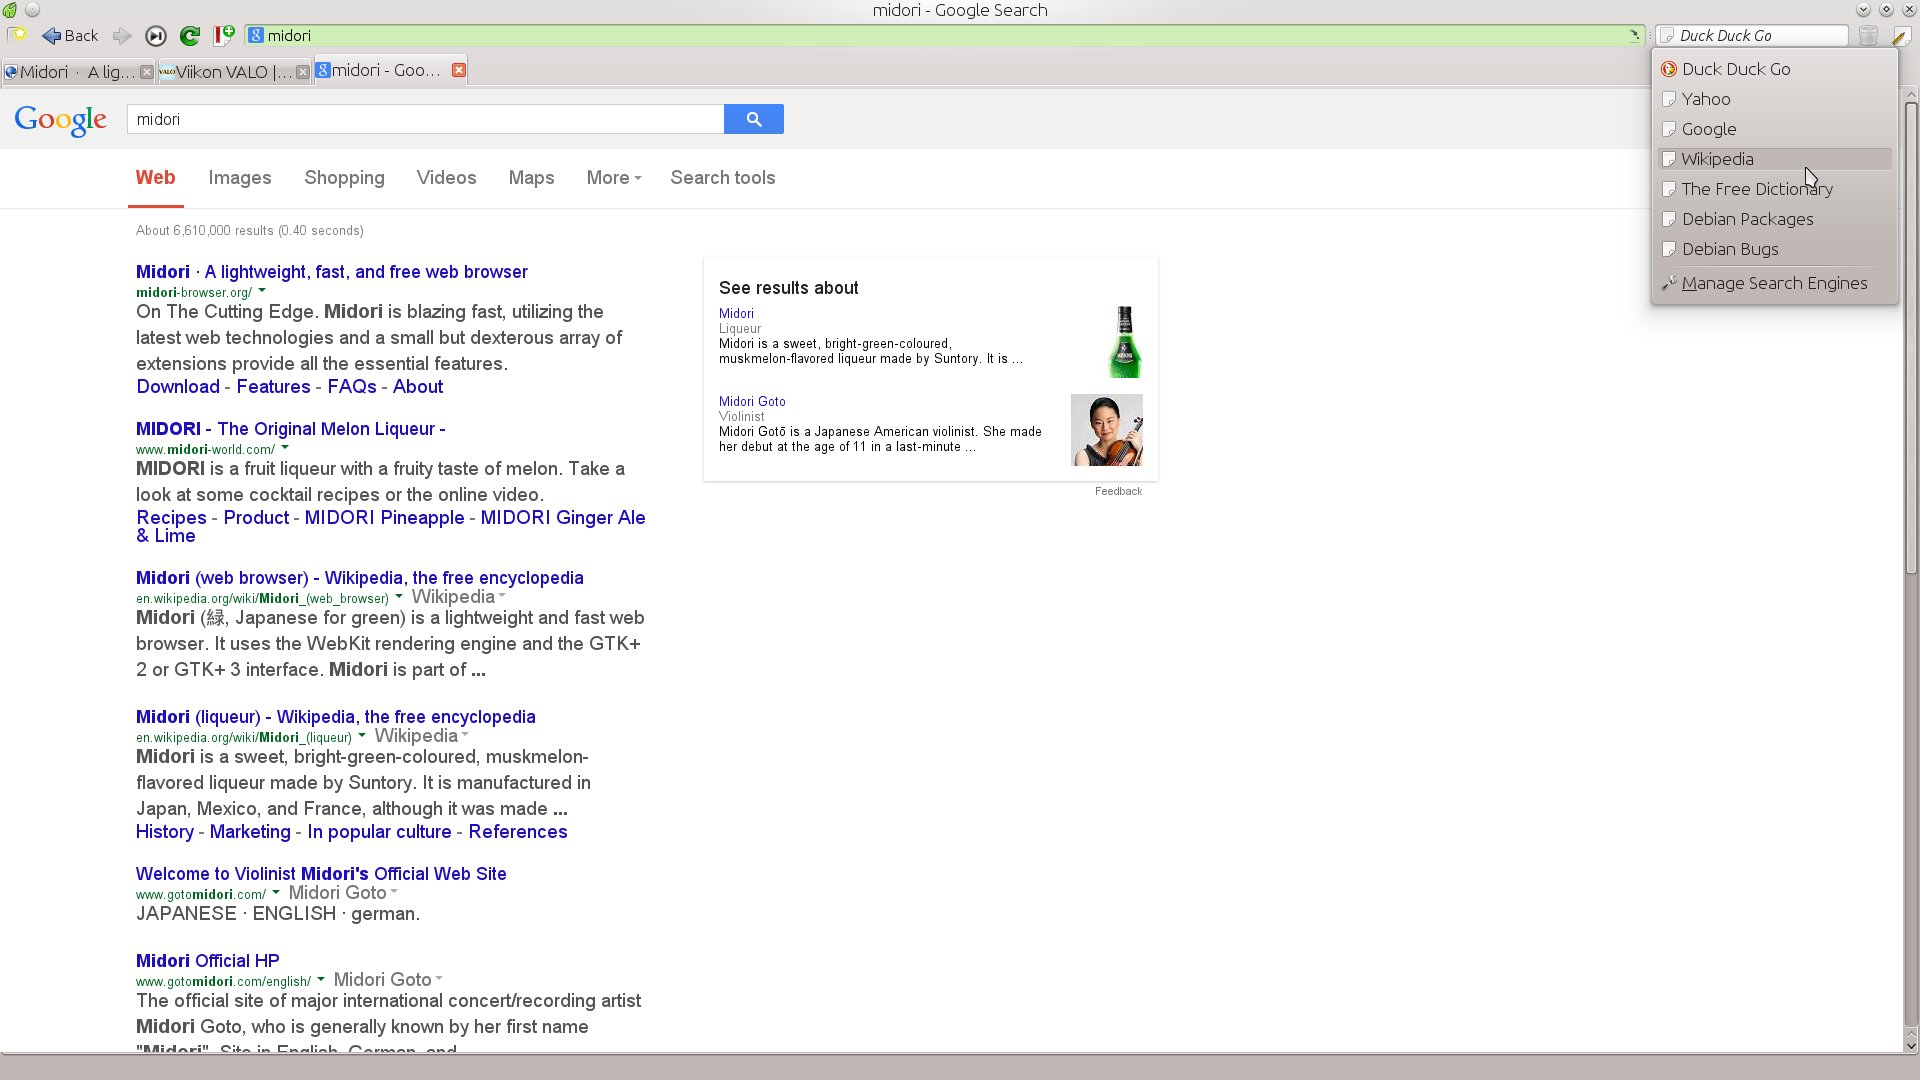 midori - Google Search
Back
midori
Duck Duck Go
Midori · A lig...
VALO Viikon VALO |...
midori - Goo...
Duck Duck Go
Yahoo
Google
Wikipedia
The Free Dictionary
Debian Packages
Debian Bugs
Manage Search Engines
Google
midori
Web Images Shopping Videos Maps More Search tools
About 6,610,000 results (0.40 seconds)
Midori · A lightweight, fast, and free web browser
midori-browser.org/
On The Cutting Edge. Midori is blazing fast, utilizing the
latest web technologies and a small but dexterous array of
extensions provide all the essential features.
Download - Features - FAQs - About
MIDORI - The Original Melon Liqueur -
www.midori-world.com/
MIDORI is a fruit liqueur with a fruity taste of melon. Take a
look at some cocktail recipes or the online video.
Recipes - Product - MIDORI Pineapple - MIDORI Ginger Ale
& Lime
Midori (web browser) - Wikipedia, the free encyclopedia
en.wikipedia.org/wiki/Midori_(web_browser) Wikipedia
Midori (緑, Japanese for green) is a lightweight and fast web
browser. It uses the WebKit rendering engine and the GTK+
2 or GTK+ 3 interface. Midori is part of ...
Midori (liqueur) - Wikipedia, the free encyclopedia
en.wikipedia.org/wiki/Midori_(liqueur) Wikipedia
Midori is a sweet, bright-green-coloured, muskmelon-
flavored liqueur made by Suntory. It is manufactured in
Japan, Mexico, and France, although it was made ...
History - Marketing - In popular culture - References
Welcome to Violinist Midori's Official Web Site
www.gotomidori.com/ Midori Goto
JAPANESE · ENGLISH · german.
Midori Official HP
www.gotomidori.com/english/ Midori Goto
The official site of major international concert/recording artist
Midori Goto, who is generally known by her first name
"Midori". Site in English, German, and
See results about
Midori
Liqueur
Midori is a sweet, bright-green-coloured,
muskmelon-flavored liqueur made by Suntory. It is ...
MIDORI
Midori Goto
Violinist
Midori Gotō is a Japanese American violinist. She made
her debut at the age of 11 in a last-minute ...
Feedback